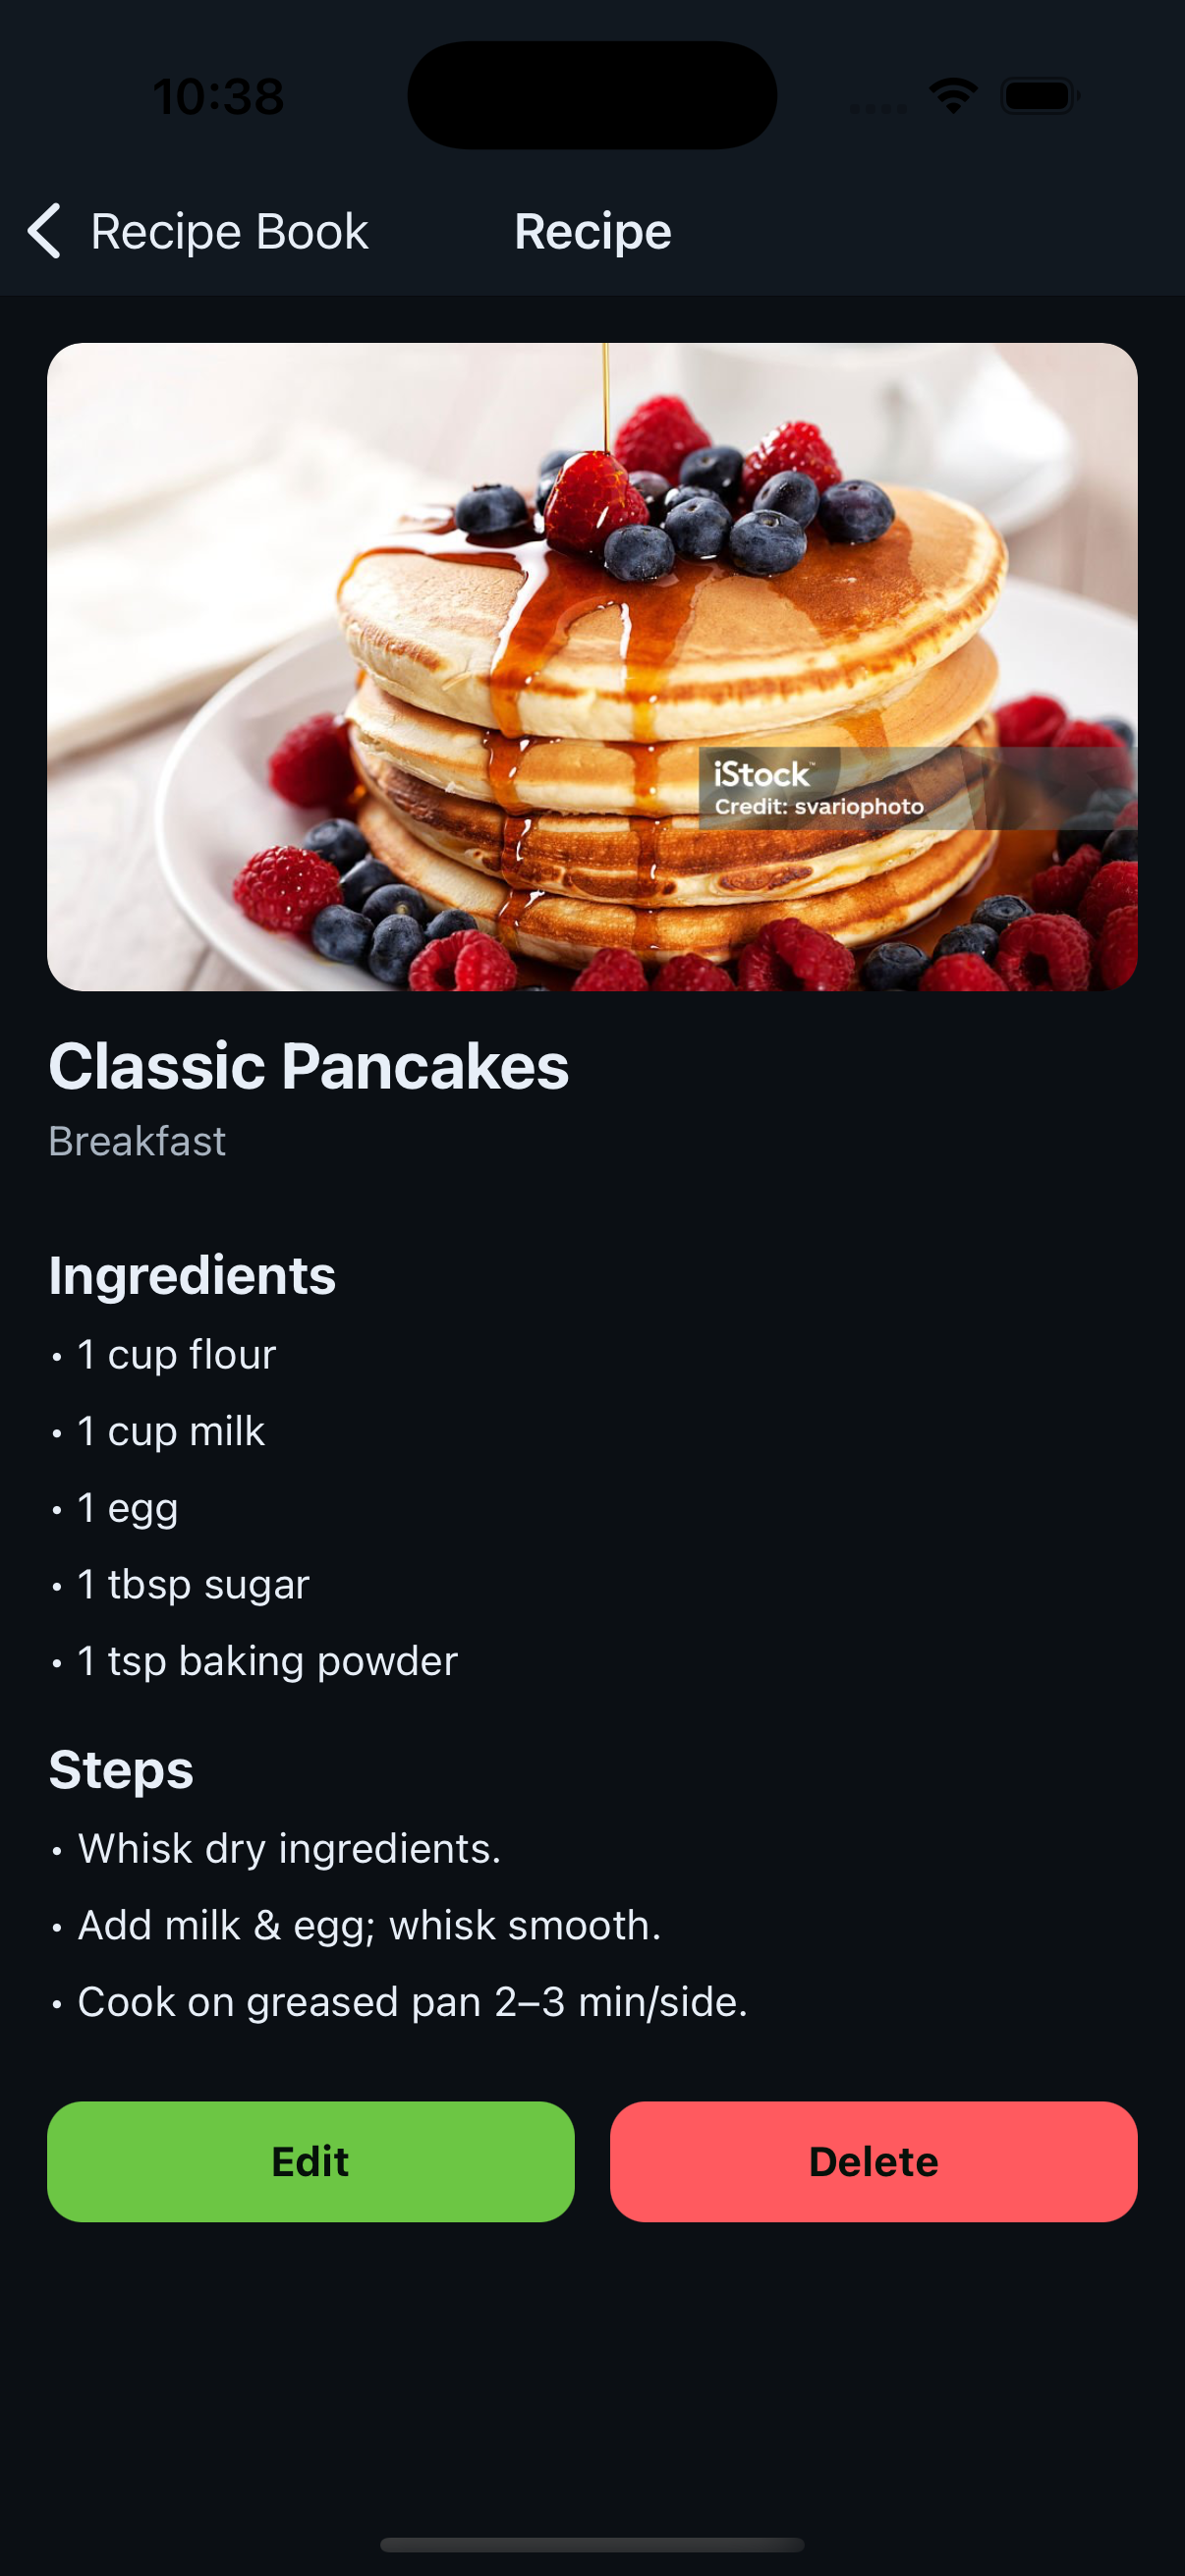 10:38
Recipe Book
Recipe
iStock™
Credit: svariophoto
Classic Pancakes
Breakfast
Ingredients
• 1 cup flour
• 1 cup milk
• 1 egg
• 1 tbsp sugar
• 1 tsp baking powder
Steps
• Whisk dry ingredients.
• Add milk & egg; whisk smooth.
• Cook on greased pan 2–3 min/side.
Edit
Delete